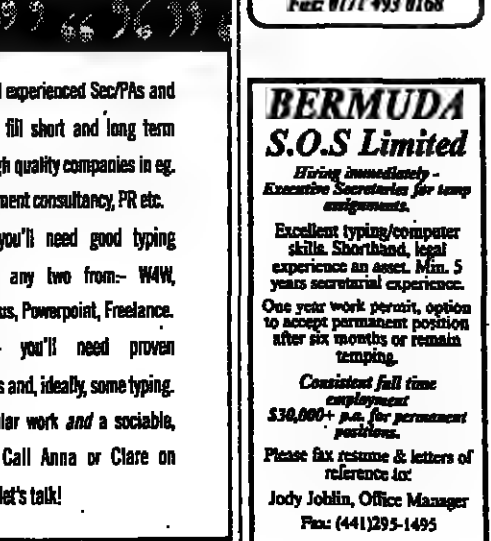 99 66 99
l experienced Sec/PAs and
fill short and long term
gh quality companies in eg.
ment consultancy, PR etc.
you'll need good typing
any two from:- W4W,
us, Powerpoint, Freelance.
you'll need proven
s and, ideally, some typing.
lar work and a sociable,
Call Anna or Clare on
let's talk!
Fax: 0171 493 0168
BERMUDA
S.O.S Limited
Hiring immediately -
Executive Secretaries for temp
assignments.
Excellent typing/computer
skills. Shorthand, legal
experience an asset. Min. 5
years secretarial experience.
One year work permit, option
to accept permanent position
after six months or remain
temping.
Consistent full time
employment
$30,000+ p.a. for permanent
positions.
Please fax resume & letters of
reference to:
Jody Joblin, Office Manager
Fax: (441)295-1495